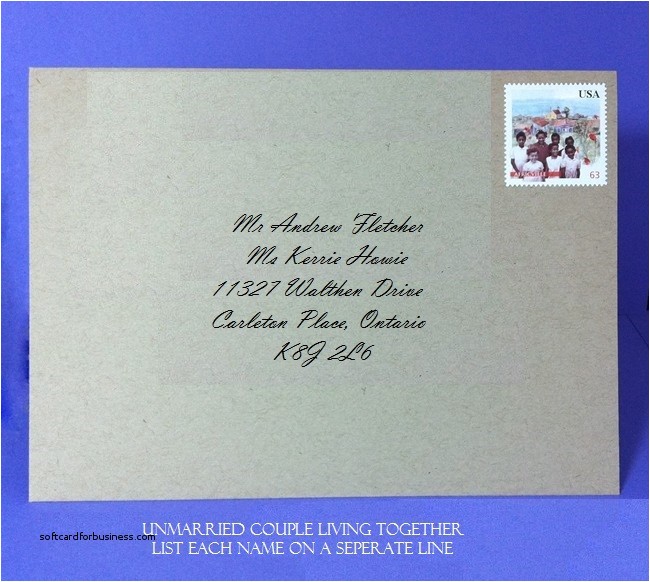 USA
AFRICVILLE
63
Mr Andrew Fletcher
Ms Kerrie Howie
11327 Walthen Drive
Carleton Place, Ontario
K8J 2L6
UNMARRIED COUPLE LIVING TOGETHER
softcardforbusiness.com
LIST EACH NAME ON A SEPERATE LINE